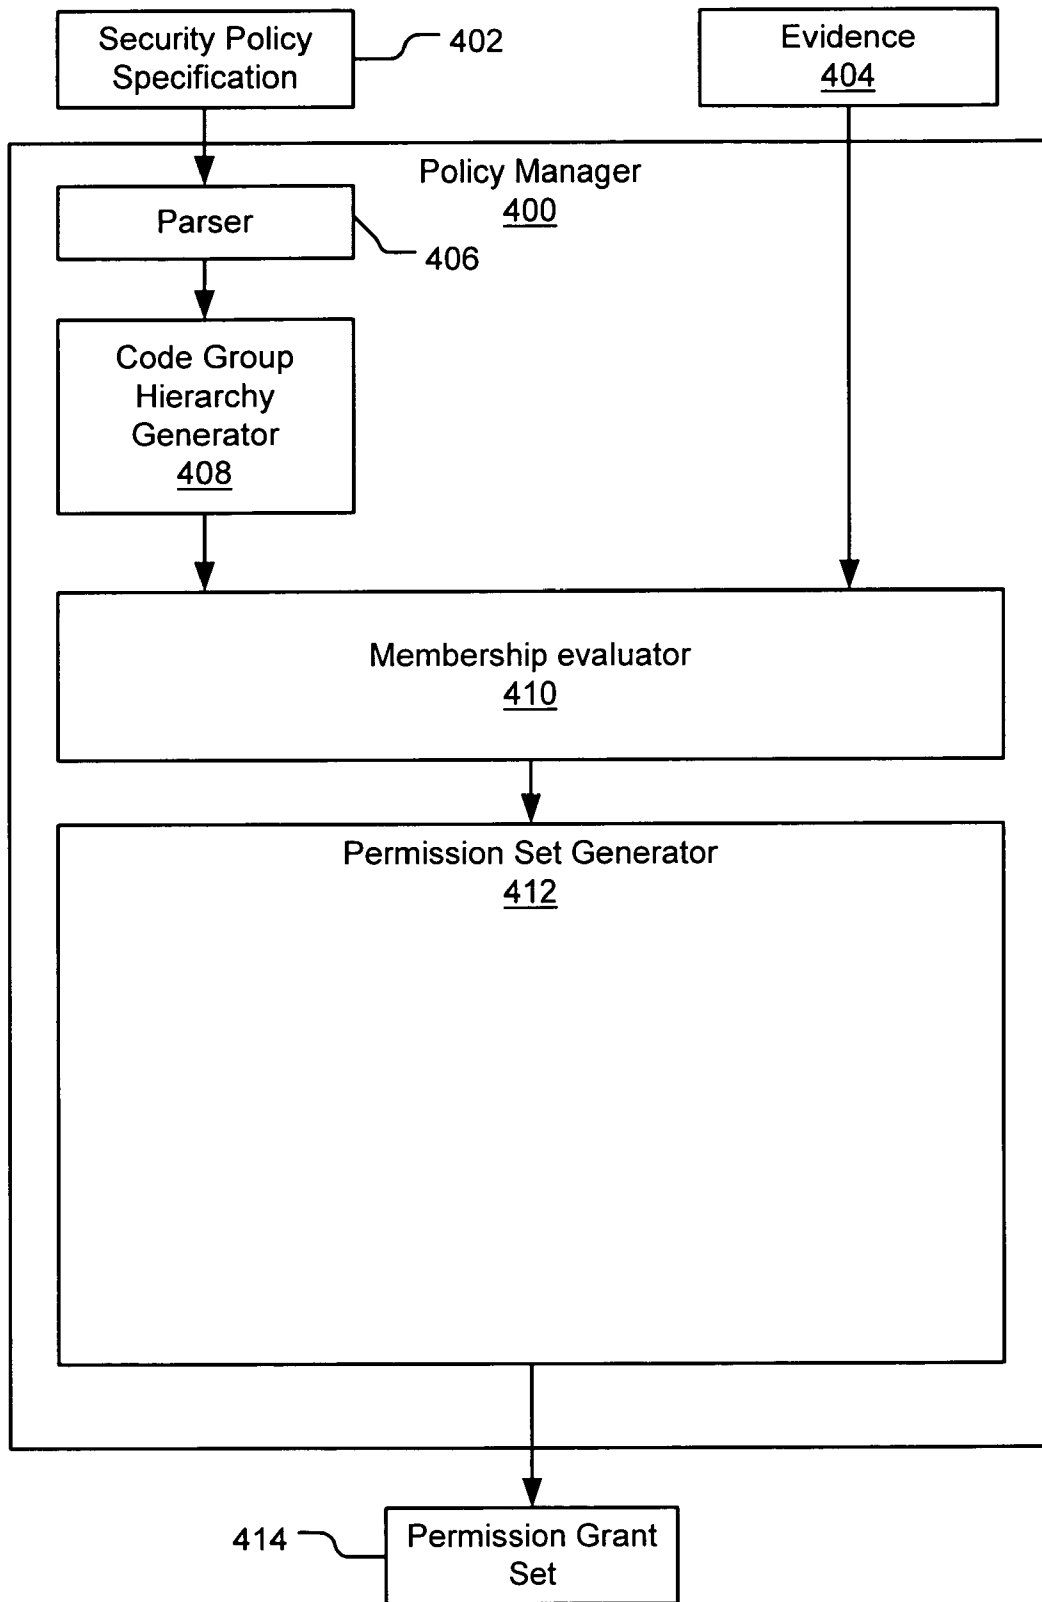 Security Policy
Specification
402
Evidence
404
Policy Manager
400
Parser
406
Code Group
Hierarchy
Generator
408
Membership evaluator
410
Permission Set Generator
412
414
Permission Grant
Set